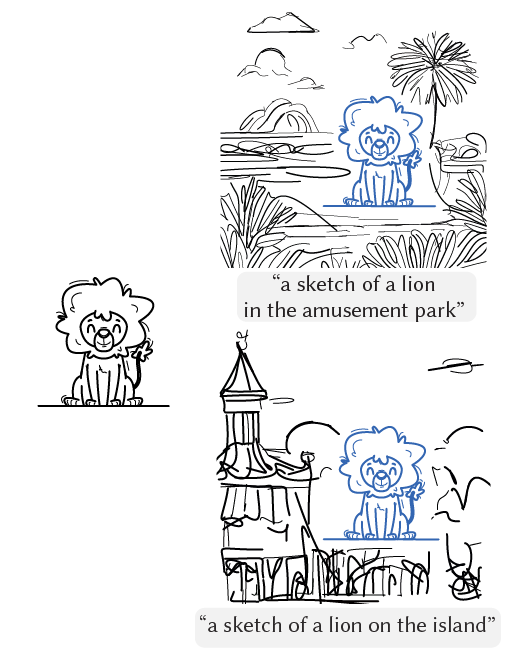 “a sketch of a lion
in the amusement park”
“a sketch of a lion on the island”